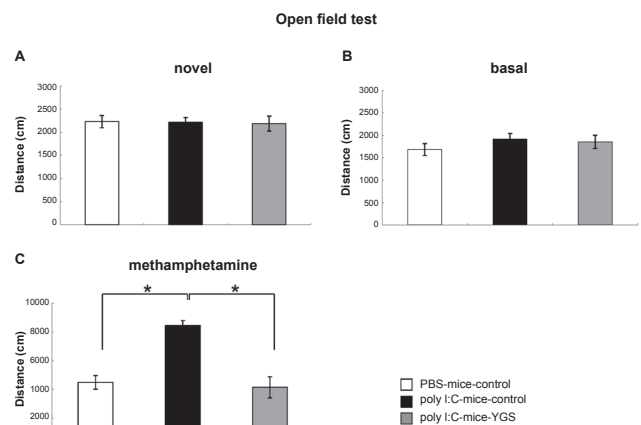 Open field test
A
novel
Distance (cm)
3000
2500
2000
1500
1000
500
0
B
basal
Distance (cm)
3000
2500
2000
1500
1000
500
0
C
methamphetamine
* *
Distance (cm)
10000
8000
6000
1000
2000
PBS-mice-control
poly I:C-mice-control
poly I:C-mice-YGS